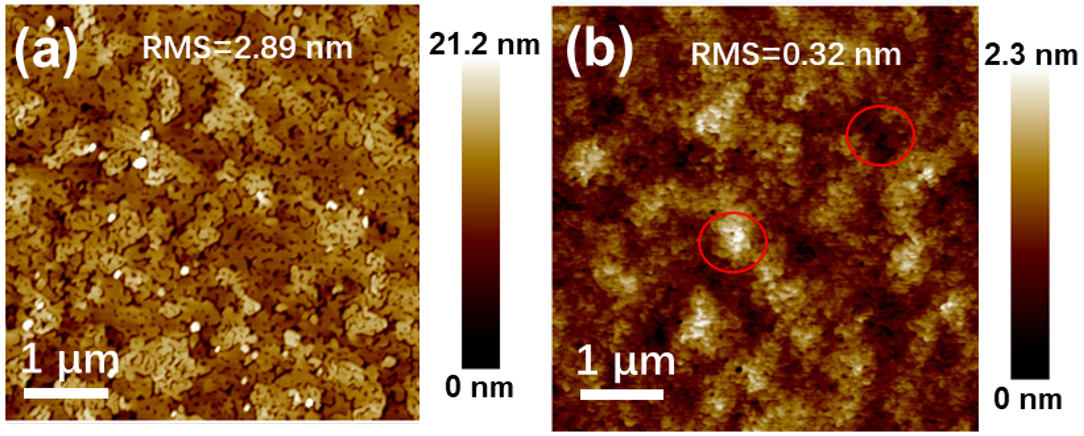 (a)
RMS=2.89 nm
21.2 nm
1 μm
0 nm
(b)
RMS=0.32 nm
2.3 nm
1 μm
0 nm